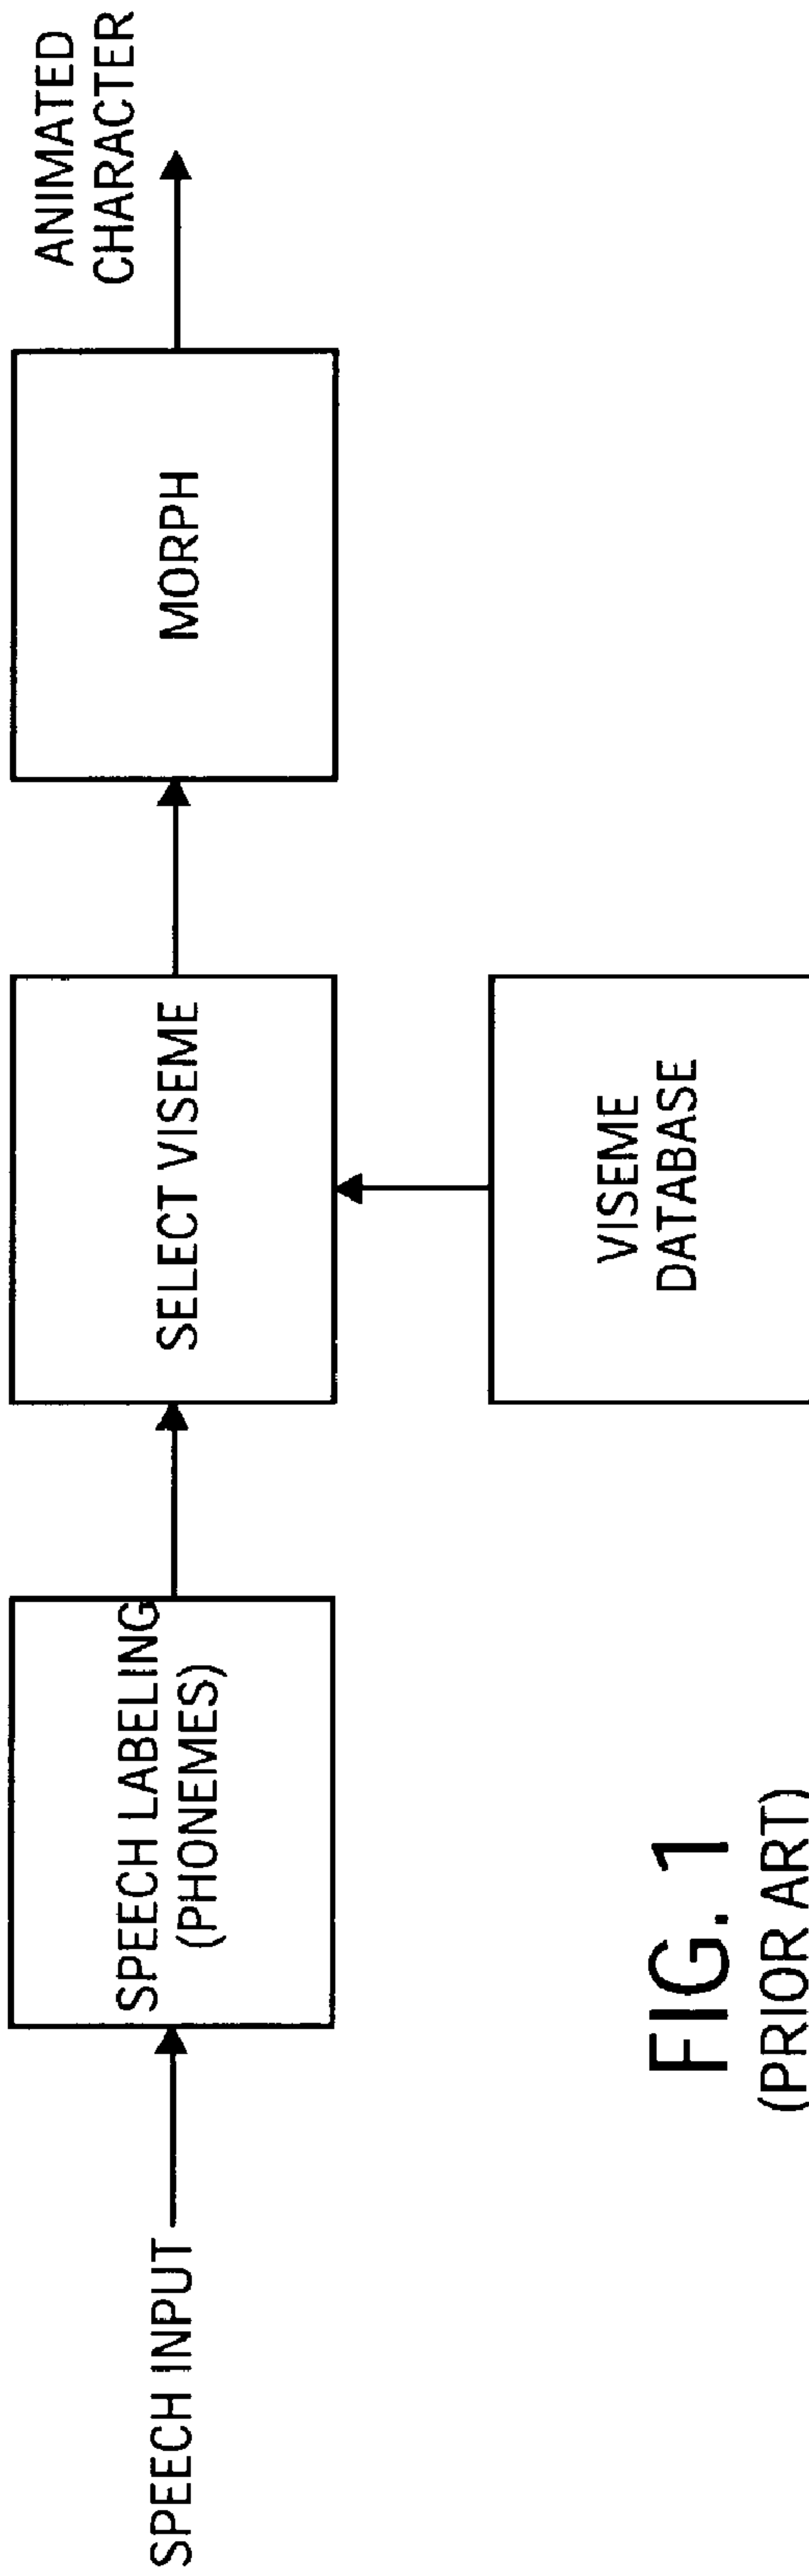 SPEECH INPUT
SPEECH LABELING
(PHONEMES)
SELECT VISEME
MORPH
ANIMATED
CHARACTER
VISEME
DATABASE
FIG. 1
(PRIOR ART)